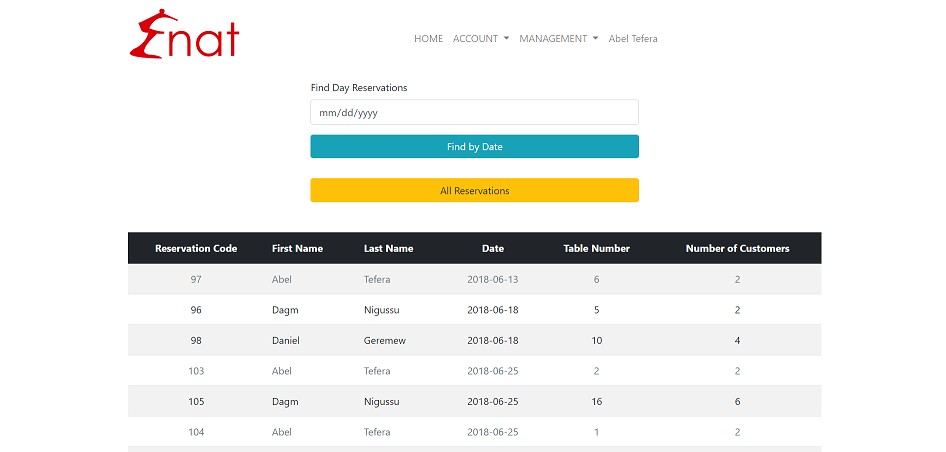 Enat
HOME ACCOUNT MANAGEMENT Abel Tefera
Find Day Reservations
mm/dd/yyyy
Find by Date
All Reservations
Reservation Code First Name Last Name Date Table Number Number of Customers
97 Abel Tefera 2018-06-13 6 2
96 Dagm Nigussu 2018-06-18 5 2
98 Daniel Geremew 2018-06-18 10 4
103 Abel Tefera 2018-06-25 2 2
105 Dagm Nigussu 2018-06-25 16 6
104 Abel Tefera 2018-06-25 1 2